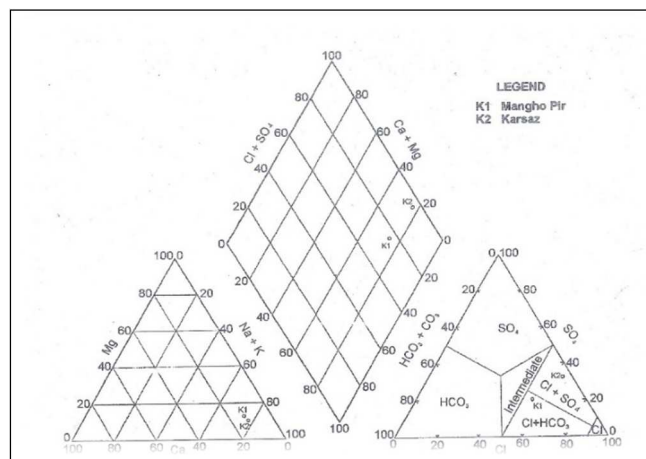 100
80 80
LEGEND
K1 Mangho Pir
K2 Karsaz
Cl + SO₄
Ca + Mg
60 60
40 40
20 K2 20
0 K1 0
20 20
40 40
60 60
80 80
100
HCO₃ + CO₃
100 0
80 20
60 40
Mg
Na + K
40 60
20 K1 80
K2
0 100
100 80 60 40 20 0
Ca
0 100
20 80
SO₄
SO₄
40 60
60 40
Intermediate
K2
Cl + SO₄
80 20
HCO₃
K1
Cl+HCO₃
Cl
100 0
0 20 40 60 80 100
Cl